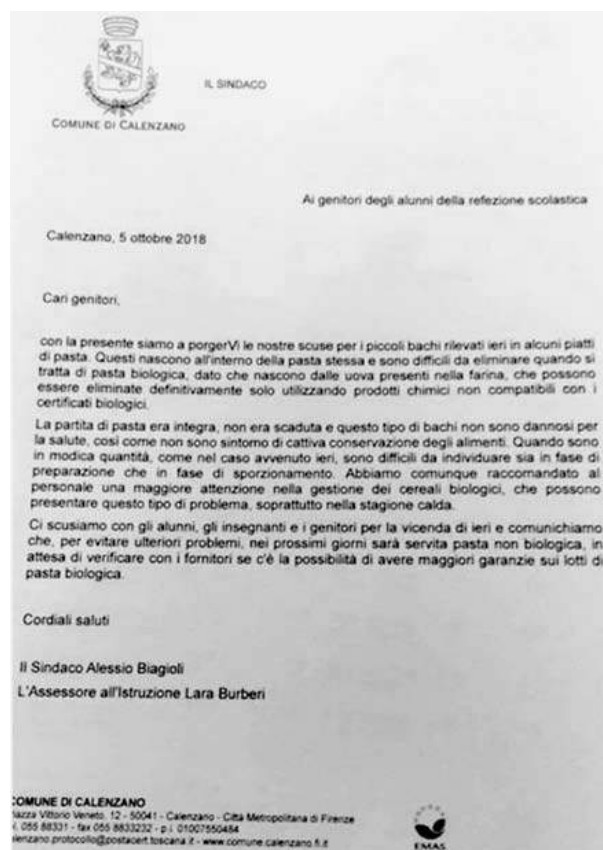 IL SINDACO
COMUNE DI CALENZANO
Ai genitori degli alunni della refezione scolastica
Calenzano, 5 ottobre 2018
Cari genitori,
con la presente siamo a porgerVi le nostre scuse per i piccoli bachi rilevati ieri in alcuni piatti
di pasta. Questi nascono all'interno della pasta stessa e sono difficili da eliminare quando si
tratta di pasta biologica, dato che nascono dalle uova presenti nella farina, che possono
essere eliminate definitivamente solo utilizzando prodotti chimici non compatibili con i
certificati biologici.
La partita di pasta era integra, non era scaduta e questo tipo di bachi non sono dannosi per
la salute, così come non sono sintomo di cattiva conservazione degli alimenti. Quando sono
in modica quantità, come nel caso avvenuto ieri, sono difficili da individuare sia in fase di
preparazione che in fase di sporzionamento. Abbiamo comunque raccomandato al
personale una maggiore attenzione nella gestione dei cereali biologici, che possono
presentare questo tipo di problema, soprattutto nella stagione calda.
Ci scusiamo con gli alunni, gli insegnanti e i genitori per la vicenda di ieri e comunichiamo
che, per evitare ulteriori problemi, nei prossimi giorni sarà servita pasta non biologica, in
attesa di verificare con i fornitori se c'è la possibilità di avere maggiori garanzie sui lotti di
pasta biologica.
Cordiali saluti
Il Sindaco Alessio Biagioli
L'Assessore all'Istruzione Lara Burberi
COMUNE DI CALENZANO
Piazza Vittorio Veneto, 12 - 50041 - Calenzano - Città Metropolitana di Firenze
tel. 055 88331 - fax 055 8833232 - p.i. 01007550484
calenzano.protocollo@postacert.toscana.it - www.comune.calenzano.fi.it
EMAS